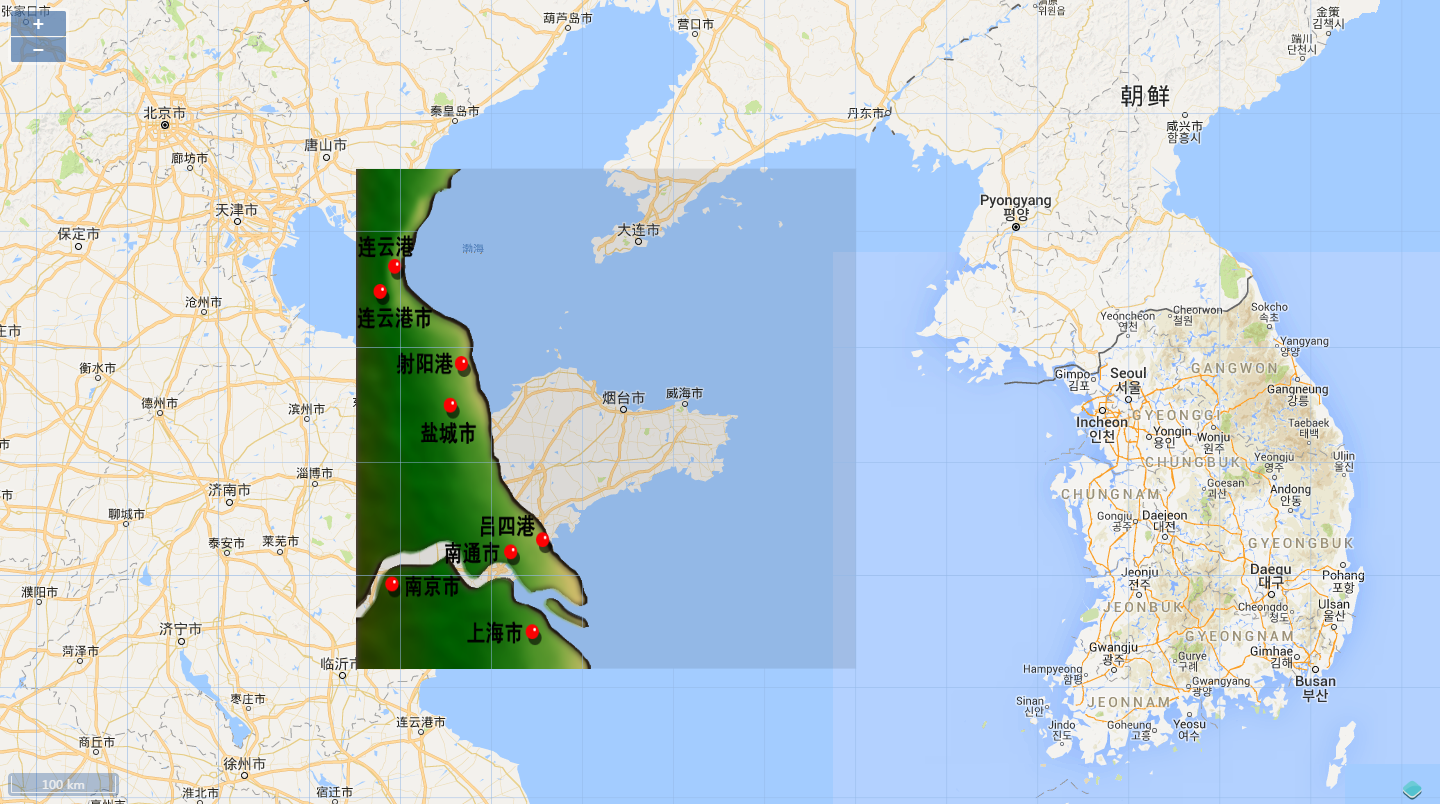 张家口市
葫芦岛市
营口市
위원읍
金策
김책시
端川
단천시
+
−
秦皇岛市
丹东市
朝鲜
咸兴市
함흥시
北京市
唐山市
廊坊市
天津市
保定市
Pyongyang
평양
大连市
渤海
连云港
连云港市
沧州市
庄市
Yeoncheon
연천
Cheorwon
철원
Sokcho
속초
Yangyang
양양
射阳港
衡水市
Gimpo
김포
Seoul
서울
GANGWON
Gangneung
강릉
烟台市
威海市
德州市
滨州市
盐城市
Incheon
인천
GYEONGGI
Yongin
용인
Wonju
원주
Taebaek
태백
CHUNGBUK
Yeongju
영주
Uljin
울진
淄博市
济南市
聊城市
CHUNGNAM
Goesan
괴산
Andong
안동
Gongju
공주
Daejeon
대전
吕四港
南通市
泰安市
莱芜市
GYEONGBUK
Jeonju
전주
Daegu
대구
Pohang
포항
南京市
濮阳市
JEONBUK
Cheongdo
청도
Ulsan
울산
上海市
济宁市
GYEONGNAM
菏泽市
临沂市
Gwangju
광주
Gurye
구례
Gimhae
김해
Hampyeong
함평
Gwangyang
광양
Busan
부산
枣庄市
Sinan
신안
JEONNAM
连云港市
Jindo
진도
Goheung
고흥
Yeosu
여수
商丘市
徐州市
100 km
淮北市
宿迁市
亳州市